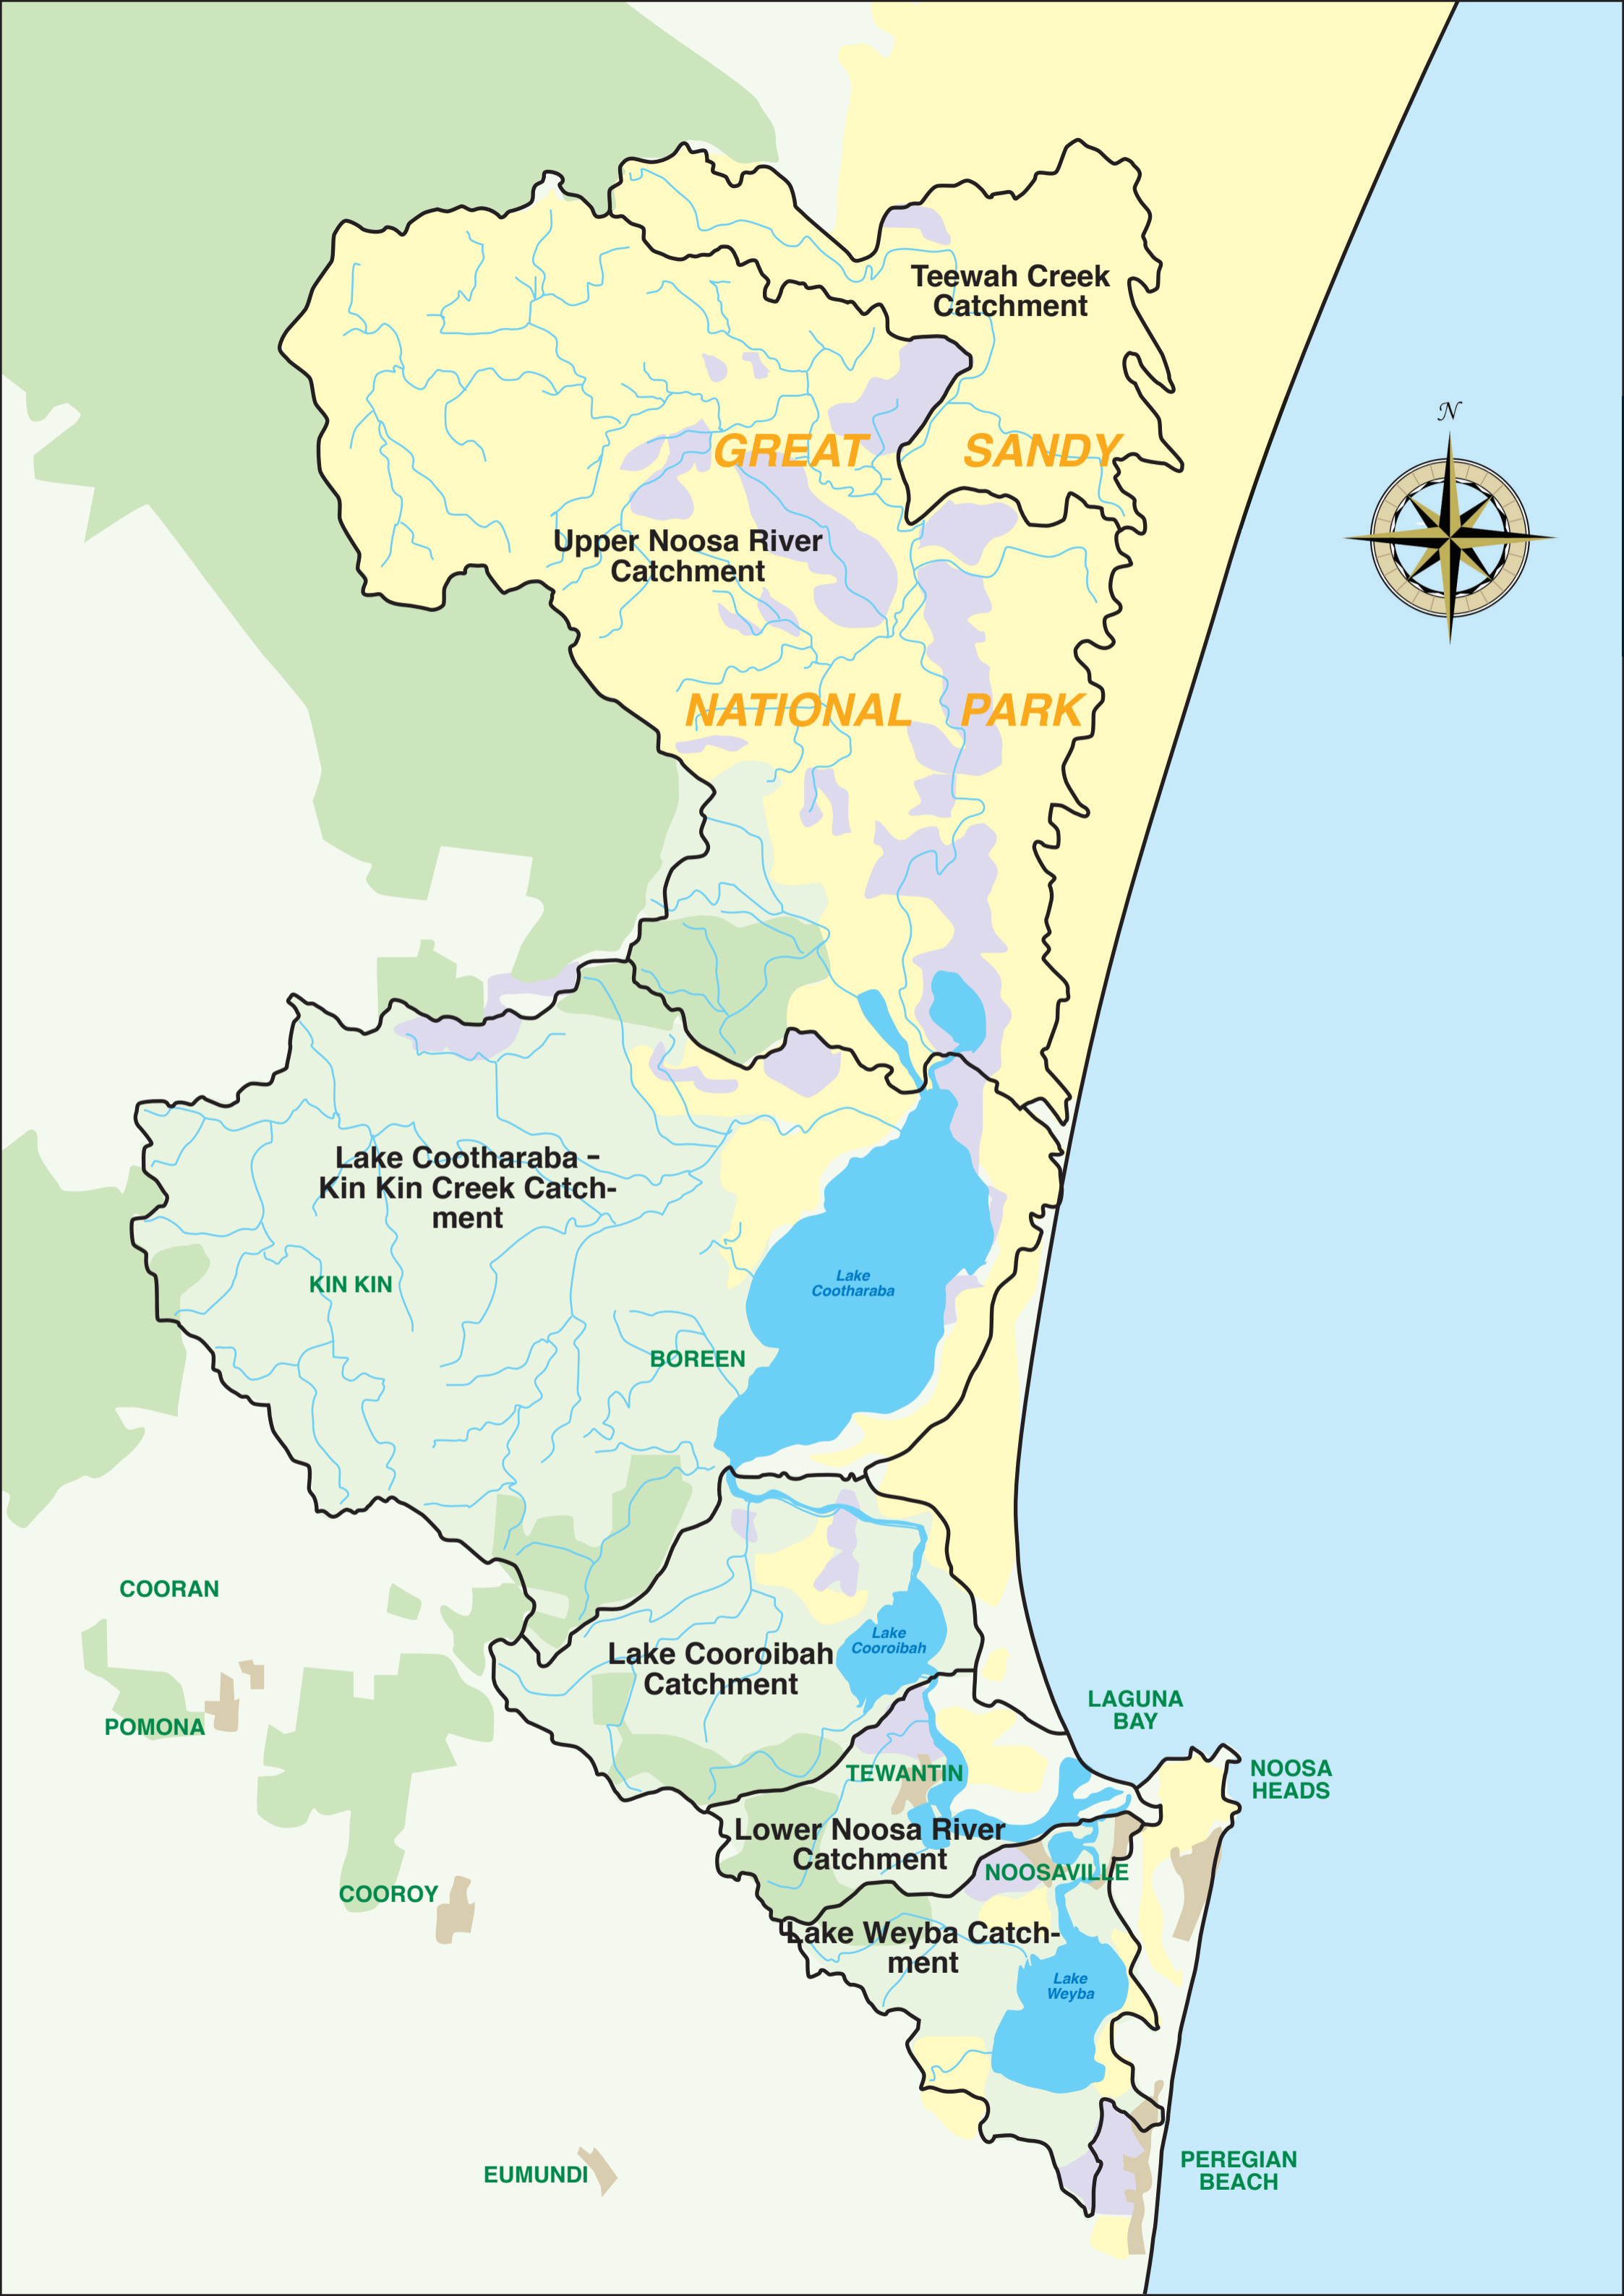 Teewah Creek
Catchment
N
GREAT SANDY
Upper Noosa River
Catchment
NATIONAL PARK
Lake Cootharaba -
Kin Kin Creek Catch-
ment
KIN KIN
Lake
Cootharaba
BOREEN
COORAN
Lake
Cooroibah
Lake Cooroibah
Catchment
POMONA
LAGUNA
BAY
TEWANTIN
NOOSA
HEADS
Lower Noosa River
Catchment
NOOSAVILLE
COOROY
Lake Weyba Catch-
ment
Lake
Weyba
EUMUNDI
PEREGIAN
BEACH